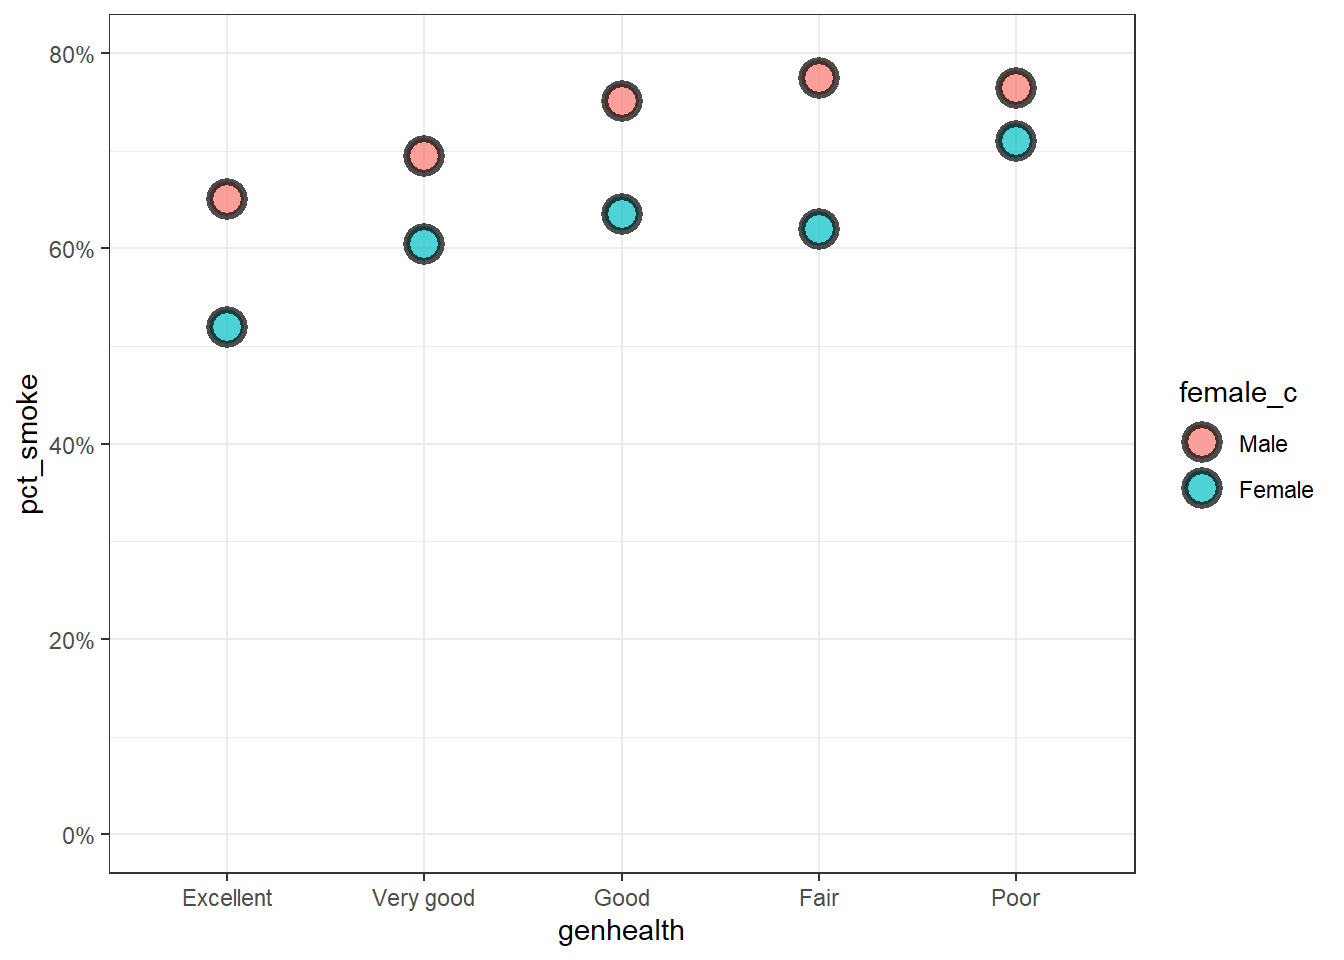 80%
60%
40%
20%
0%
pct_smoke
Excellent Very good Good Fair Poor
genhealth
female_c
Male
Female